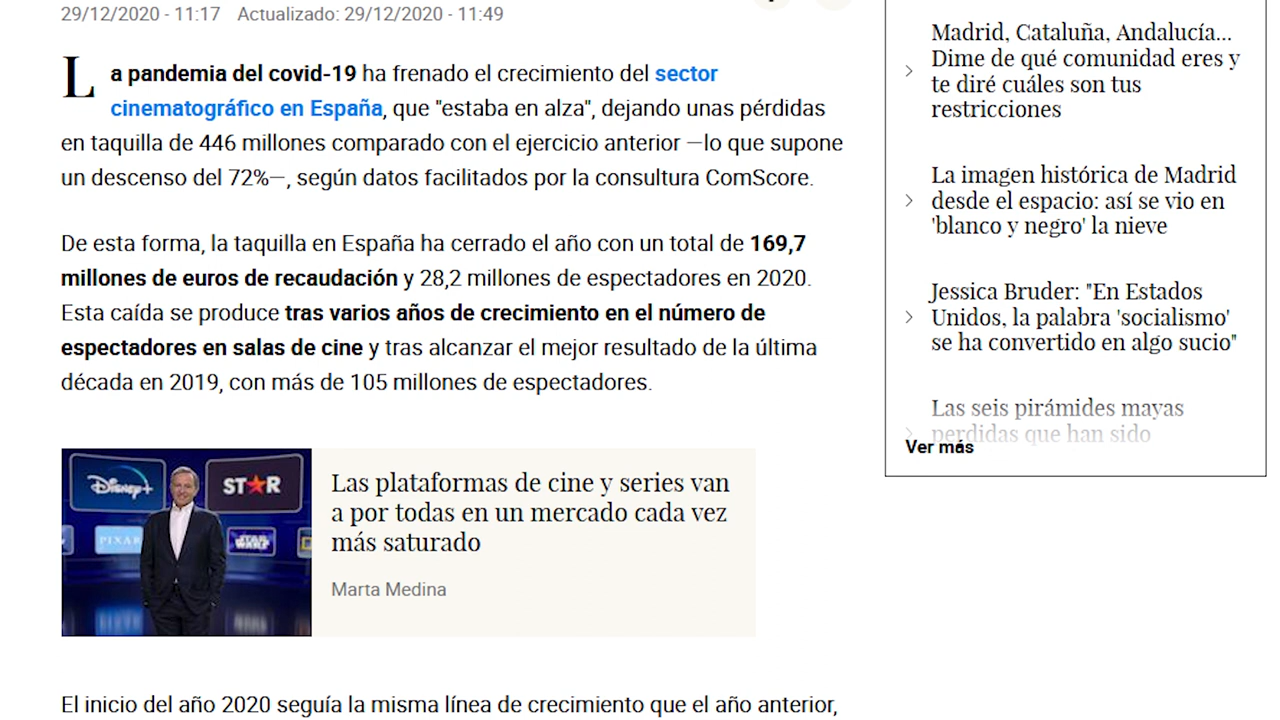 29/12/2020 - 11:17 Actualizado: 29/12/2020 - 11:49
La pandemia del covid-19 ha frenado el crecimiento del sector
cinematográfico en España, que "estaba en alza", dejando unas pérdidas
en taquilla de 446 millones comparado con el ejercicio anterior —lo que supone
un descenso del 72%—, según datos facilitados por la consultura ComScore.
De esta forma, la taquilla en España ha cerrado el año con un total de 169,7
millones de euros de recaudación y 28,2 millones de espectadores en 2020.
Esta caída se produce tras varios años de crecimiento en el número de
espectadores en salas de cine y tras alcanzar el mejor resultado de la última
década en 2019, con más de 105 millones de espectadores.
Disney+
STAR
PIXAR
STAR WARS
Las plataformas de cine y series van
a por todas en un mercado cada vez
más saturado
Marta Medina
El inicio del año 2020 seguía la misma línea de crecimiento que el año anterior,
Madrid, Cataluña, Andalucía...
Dime de qué comunidad eres y
te diré cuáles son tus
restricciones
La imagen histórica de Madrid
desde el espacio: así se vio en
'blanco y negro' la nieve
Jessica Bruder: "En Estados
Unidos, la palabra 'socialismo'
se ha convertido en algo sucio"
Las seis pirámides mayas
perdidas que han sido
Ver más